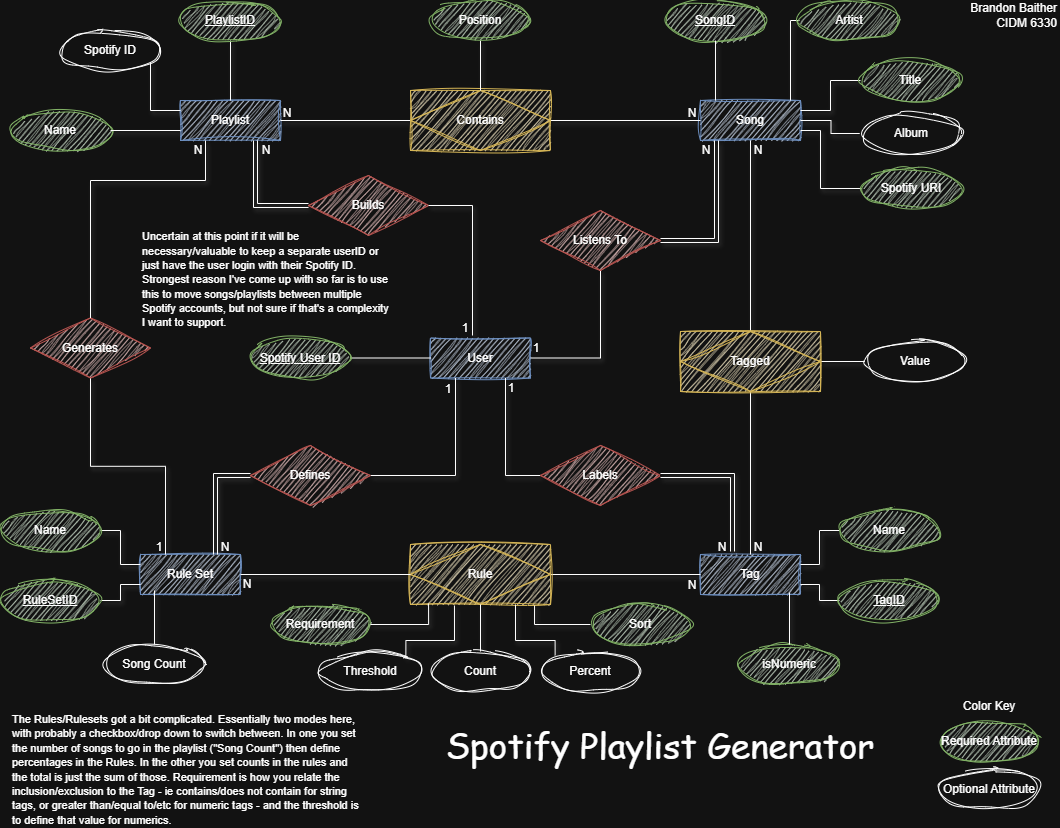 Brandon Baither
CIDM 6330
PlaylistID
Position
SongID
Artist
Spotify ID
Title
Name
Playlist
N
Contains
N
Song
Album
N
N
N
N
Spotify URI
Builds
Listens To
Uncertain at this point if it will be
necessary/valuable to keep a separate userID or
just have the user login with their Spotify ID.
Strongest reason I've come up with so far is to use
this to move songs/playlists between multiple
Spotify accounts, but not sure if that's a complexity
I want to support.
1
Generates
1
Spotify User ID
User
Tagged
Value
1
1
Defines
Labels
Name
Name
1
N
N
N
Rule Set
N
Rule
N
Tag
RuleSetID
TagID
Requirement
Sort
Song Count
Threshold
Count
Percent
isNumeric
Color Key
Required Attribute
Optional Attribute
The Rules/Rulesets got a bit complicated. Essentially two modes here,
with probably a checkbox/drop down to switch between. In one you set
the number of songs to go in the playlist ("Song Count") then define
percentages in the Rules. In the other you set counts in the rules and
the total is just the sum of those. Requirement is how you relate the
inclusion/exclusion to the Tag - ie contains/does not contain for string
tags, or greater than/equal to/etc for numeric tags - and the threshold is
to define that value for numerics.
Spotify Playlist Generator